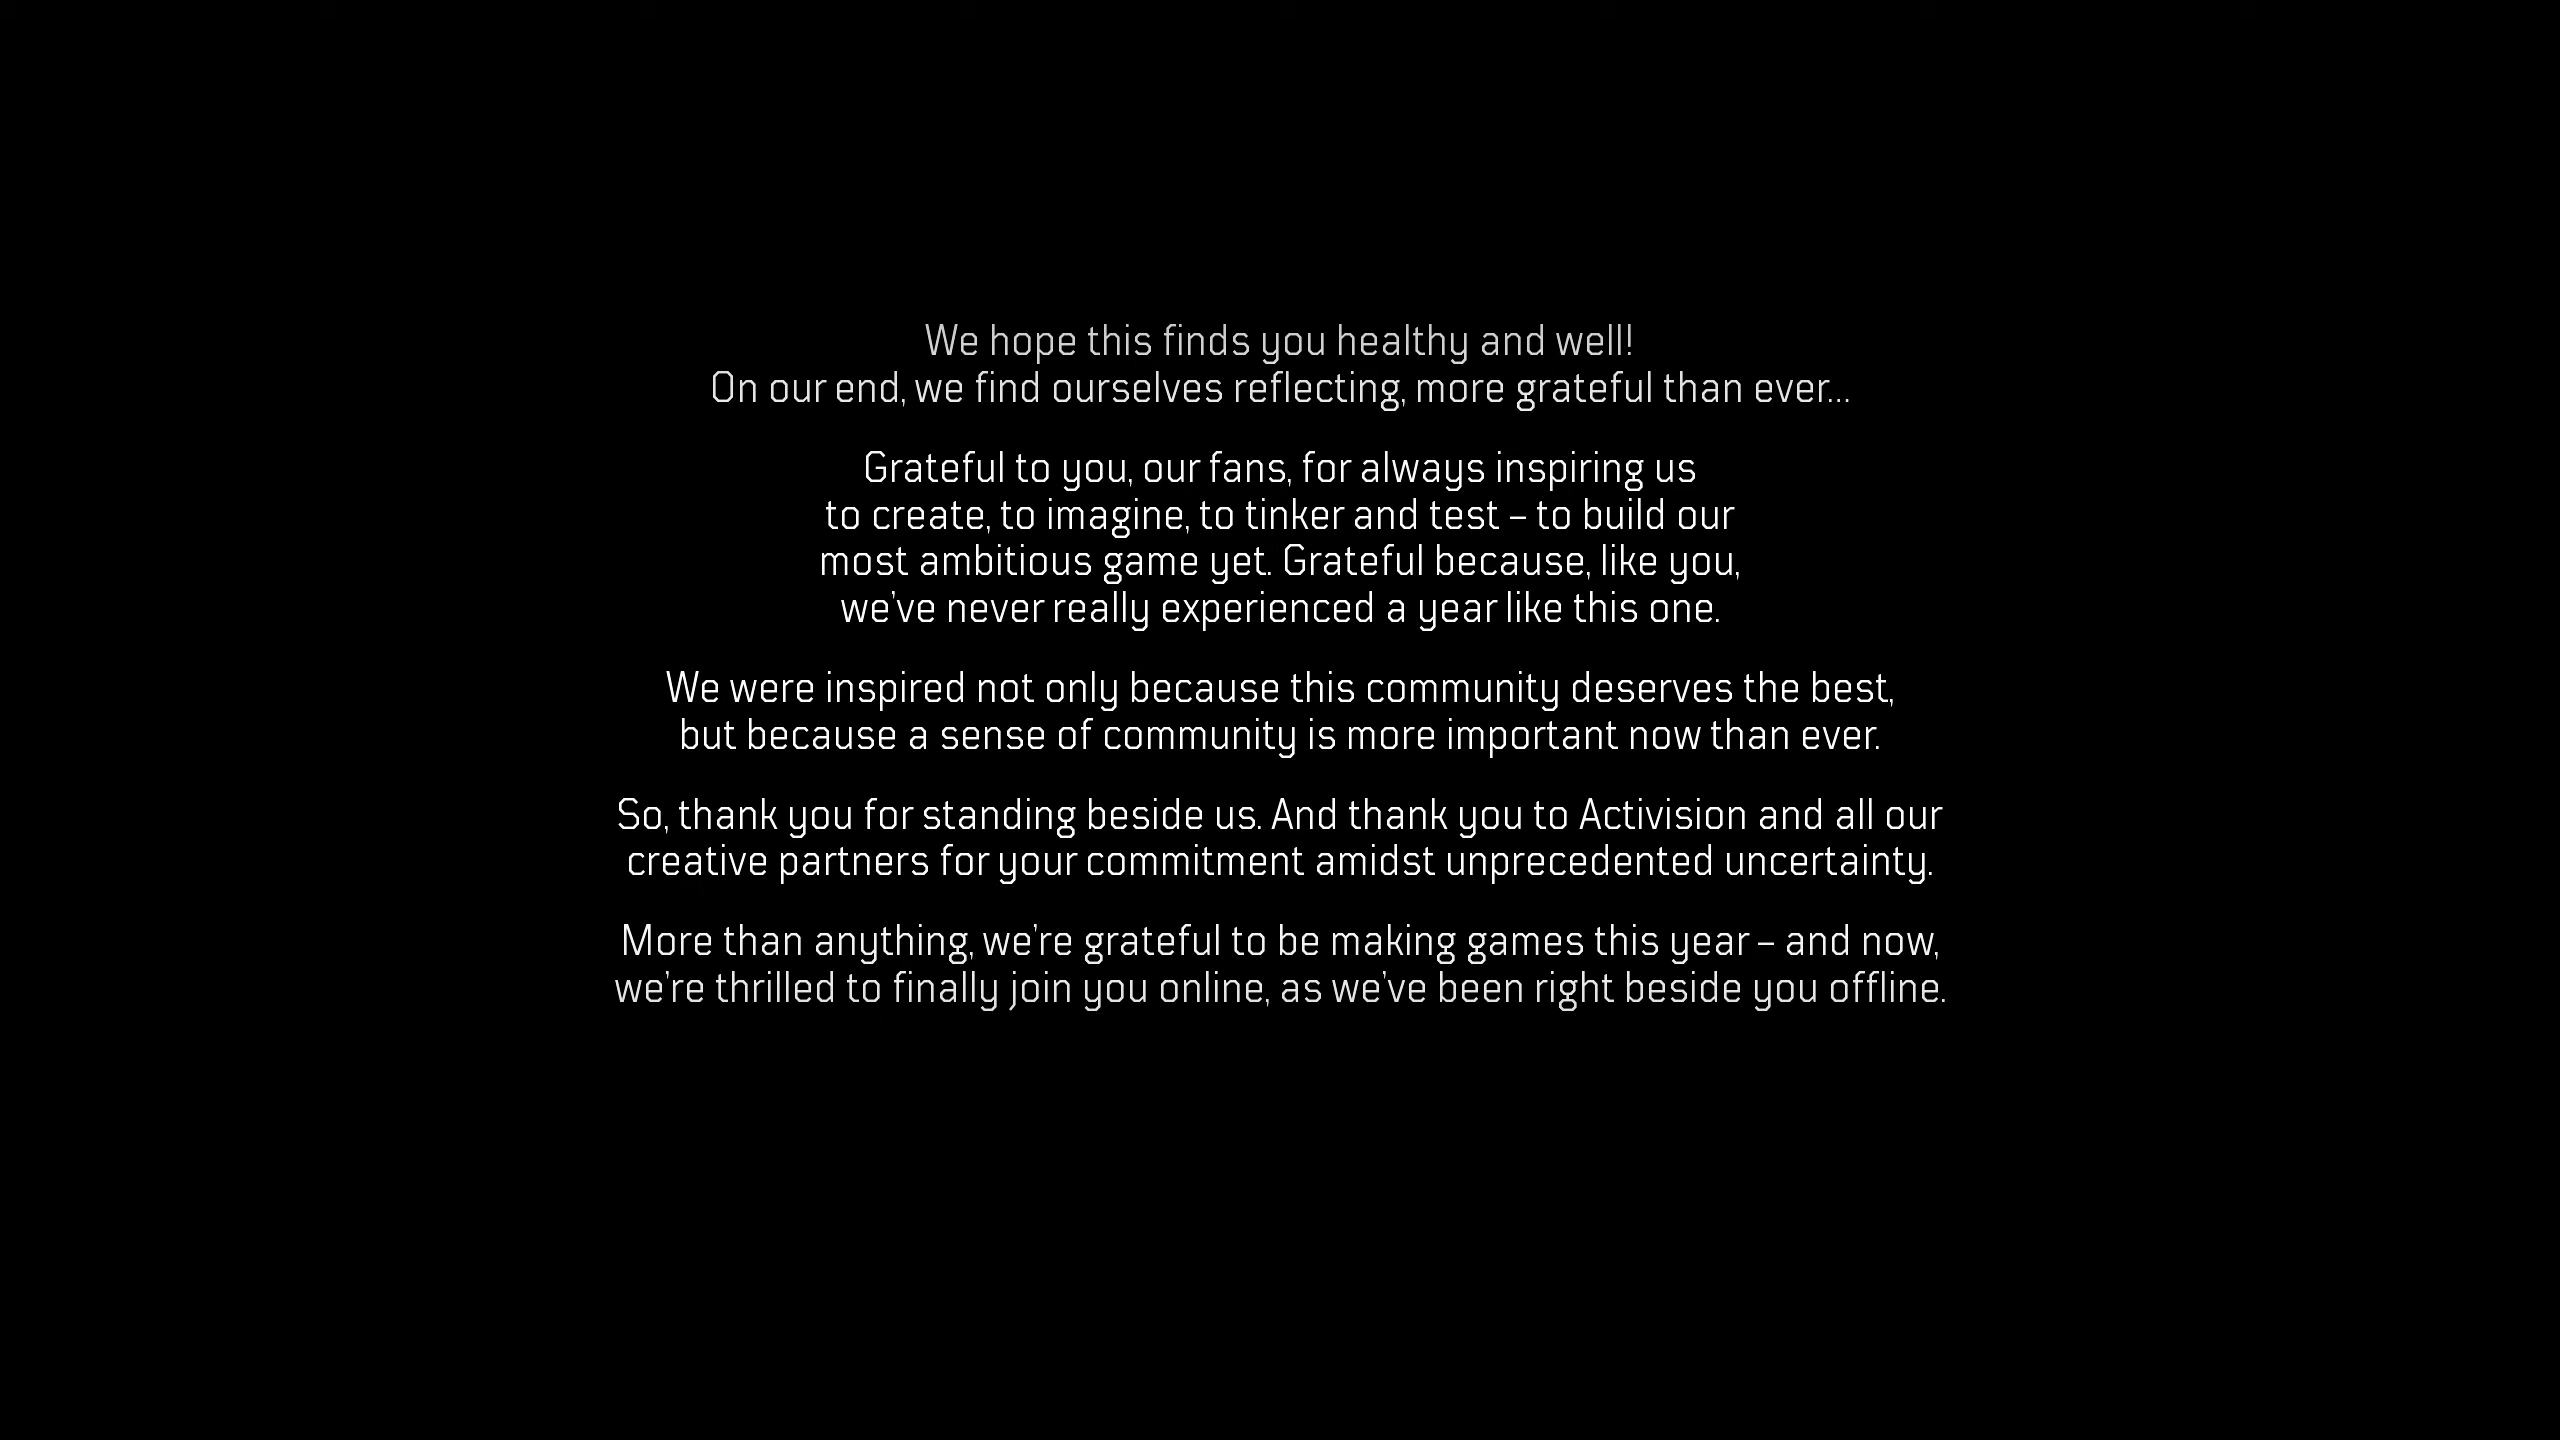 We hope this finds you healthy and well!
On our end, we find ourselves reflecting, more grateful than ever...
Grateful to you, our fans, for always inspiring us
to create, to imagine, to tinker and test – to build our
most ambitious game yet. Grateful because, like you,
we've never really experienced a year like this one.
We were inspired not only because this community deserves the best,
but because a sense of community is more important now than ever.
So, thank you for standing beside us. And thank you to Activision and all our
creative partners for your commitment amidst unprecedented uncertainty.
More than anything, we're grateful to be making games this year – and now,
we're thrilled to finally join you online, as we've been right beside you offline.